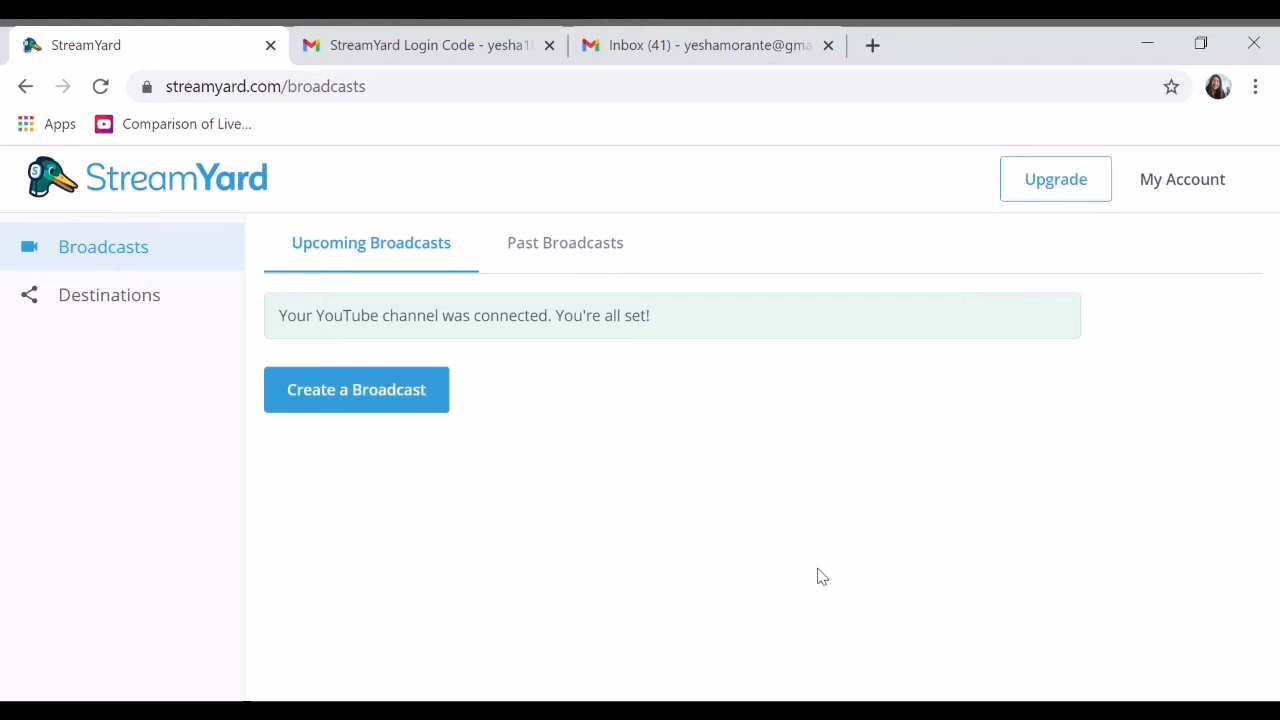 StreamYard
StreamYard Login Code - yesha1
Inbox (41) - yeshamorante@gma
streamyard.com/broadcasts
Apps
Comparison of Live...
StreamYard
Upgrade
My Account
Broadcasts
Upcoming Broadcasts
Past Broadcasts
Destinations
Your YouTube channel was connected. You're all set!
Create a Broadcast